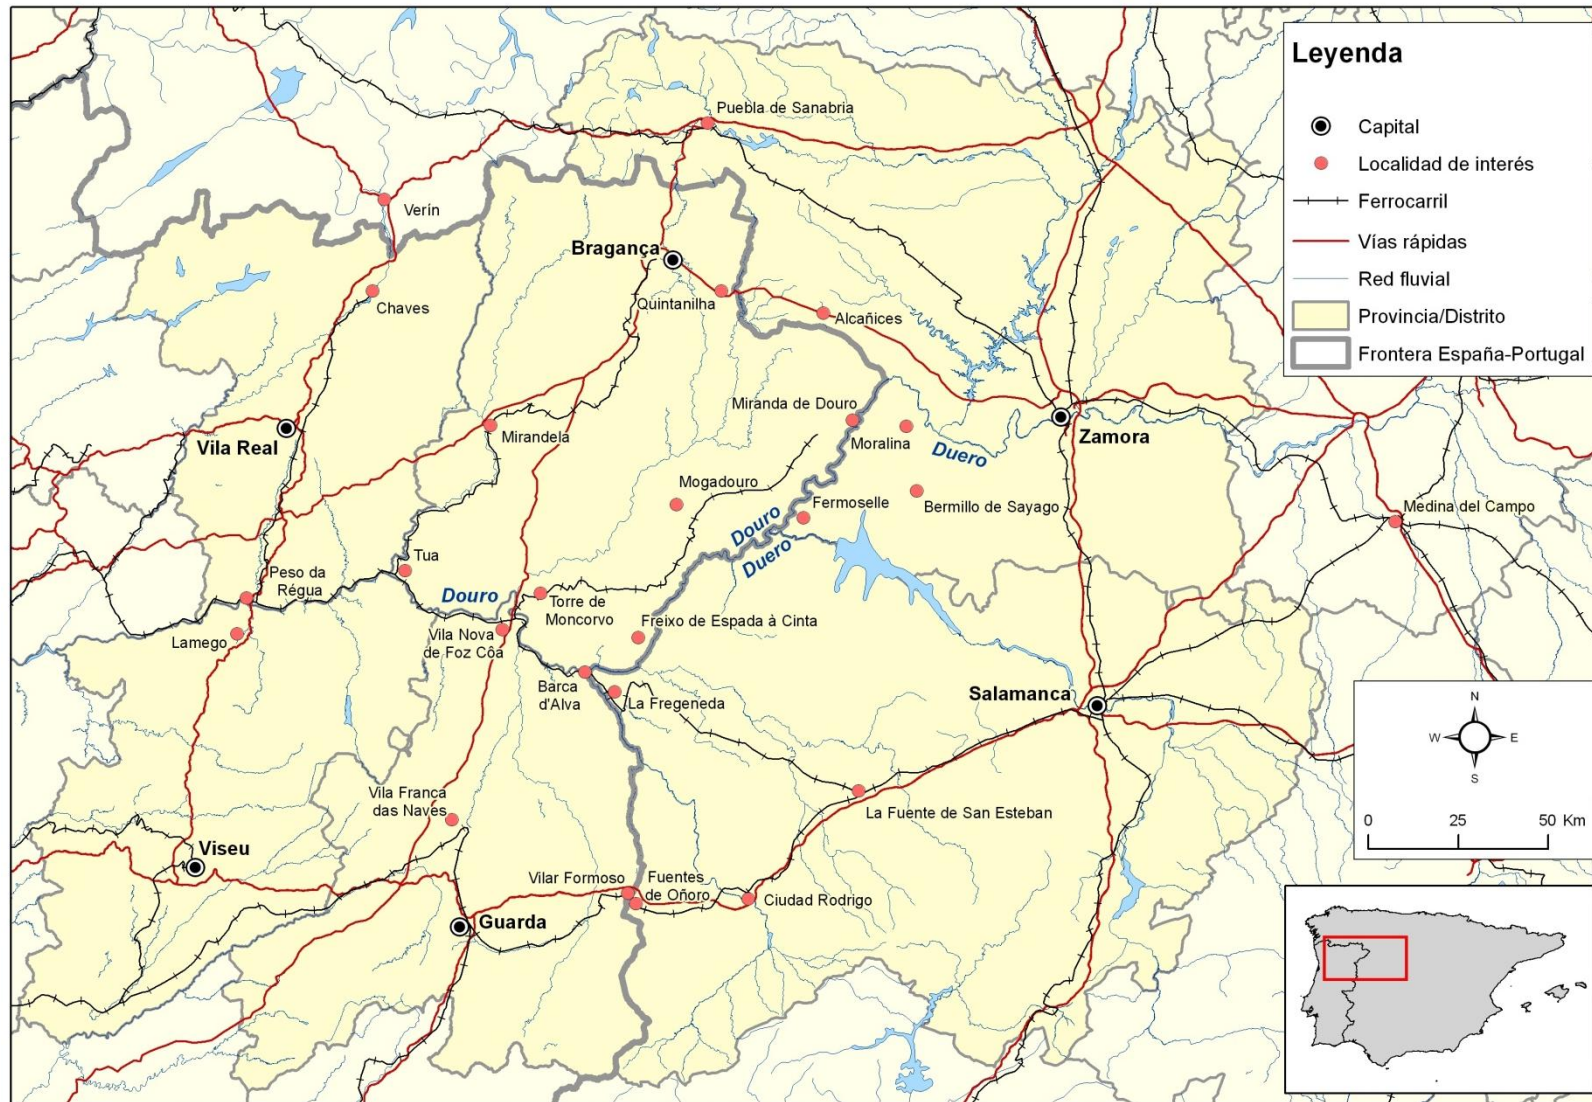 Leyenda
Capital
Localidad de interés
Ferrocarril
Vías rápidas
Red fluvial
Provincia/Distrito
Frontera España-Portugal
Puebla de Sanabria
Verín
Bragança
Quintanilha
Chaves
Alcañices
Miranda de Douro
Moralina
Duero
Zamora
Vila Real
Mirandela
Mogadouro
Bermillo de Sayago
Fermoselle
Medina del Campo
Douro
Duero
Tua
Peso da
Régua
Douro
Torre de
Moncorvo
Freixo de Espada à Cinta
Lamego
Vila Nova
de Foz Côa
Barca
d'Alva
La Fregeneda
Salamanca
N
W
E
S
0
25
50 Km
Vila Franca
das Naves
La Fuente de San Esteban
Viseu
Vilar Formoso
Fuentes
de Oñoro
Ciudad Rodrigo
Guarda